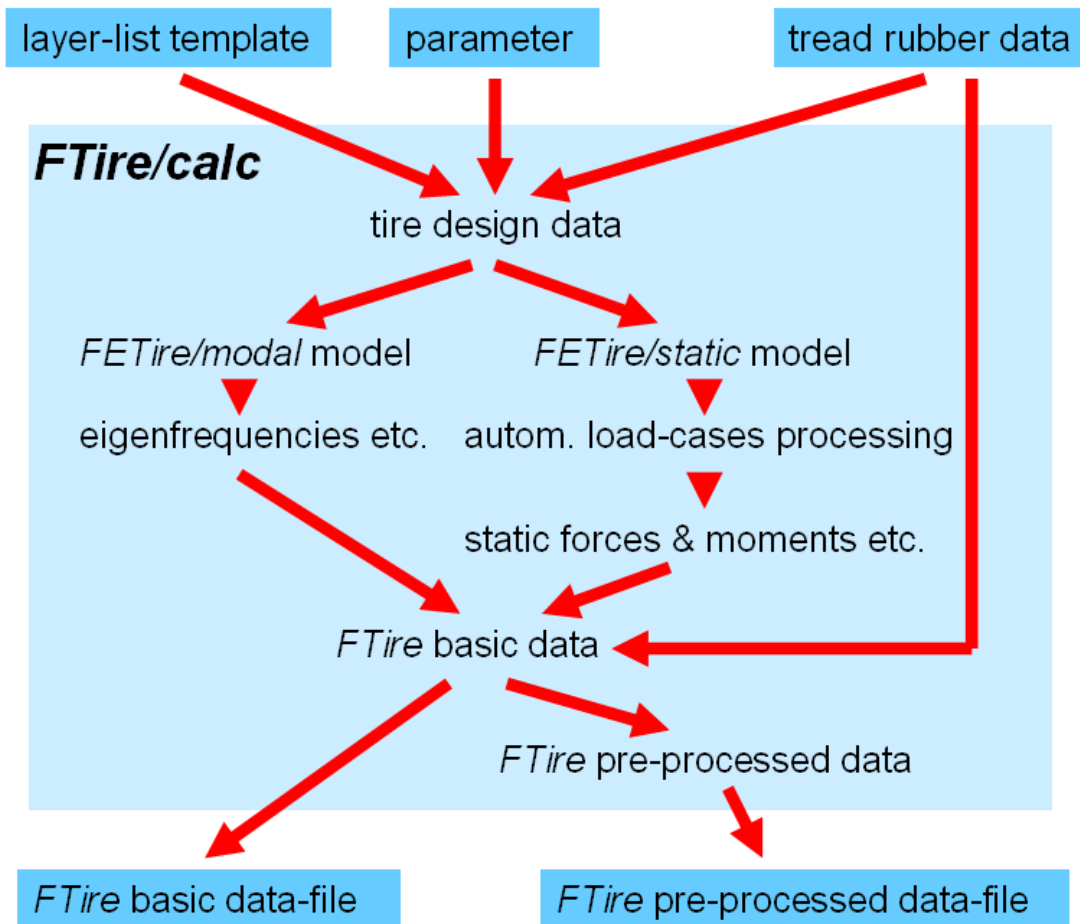 layer-list template
parameter
tread rubber data
FTire/calc
tire design data
FETire/modal model
FETire/static model
eigenfrequencies etc.
autom. load-cases processing
static forces & moments etc.
FTire basic data
FTire pre-processed data
FTire basic data-file
FTire pre-processed data-file